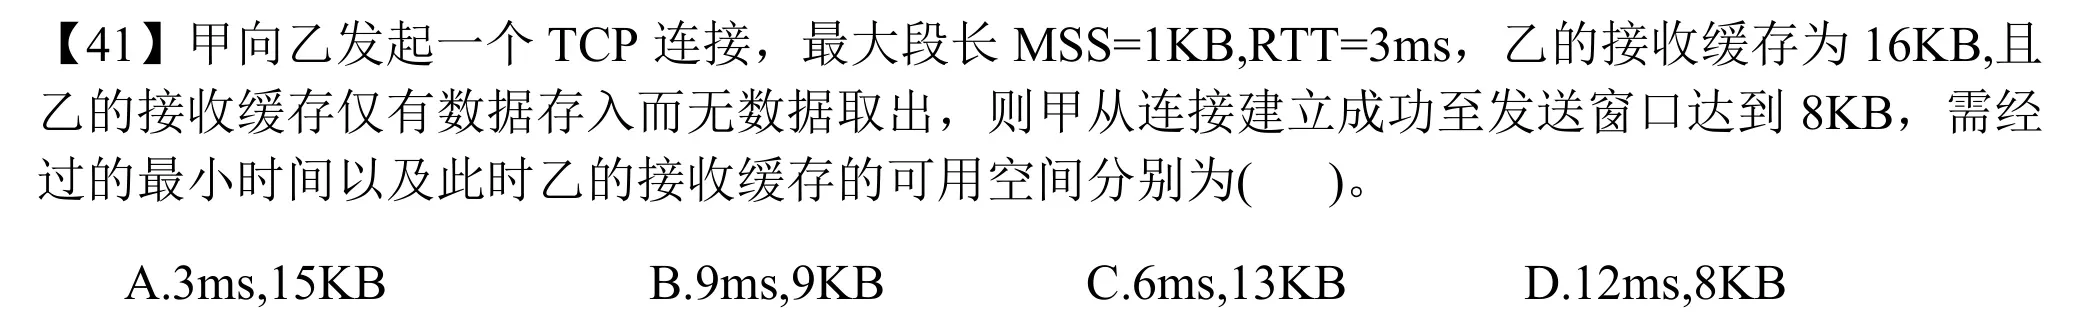 【41】甲向乙发起一个 TCP 连接，最大段长 MSS=1KB,RTT=3ms，乙的接收缓存为 16KB,且
乙的接收缓存仅有数据存入而无数据取出，则甲从连接建立成功至发送窗口达到 8KB，需经
过的最小时间以及此时乙的接收缓存的可用空间分别为(    )。
A.3ms,15KB    B.9ms,9KB    C.6ms,13KB    D.12ms,8KB